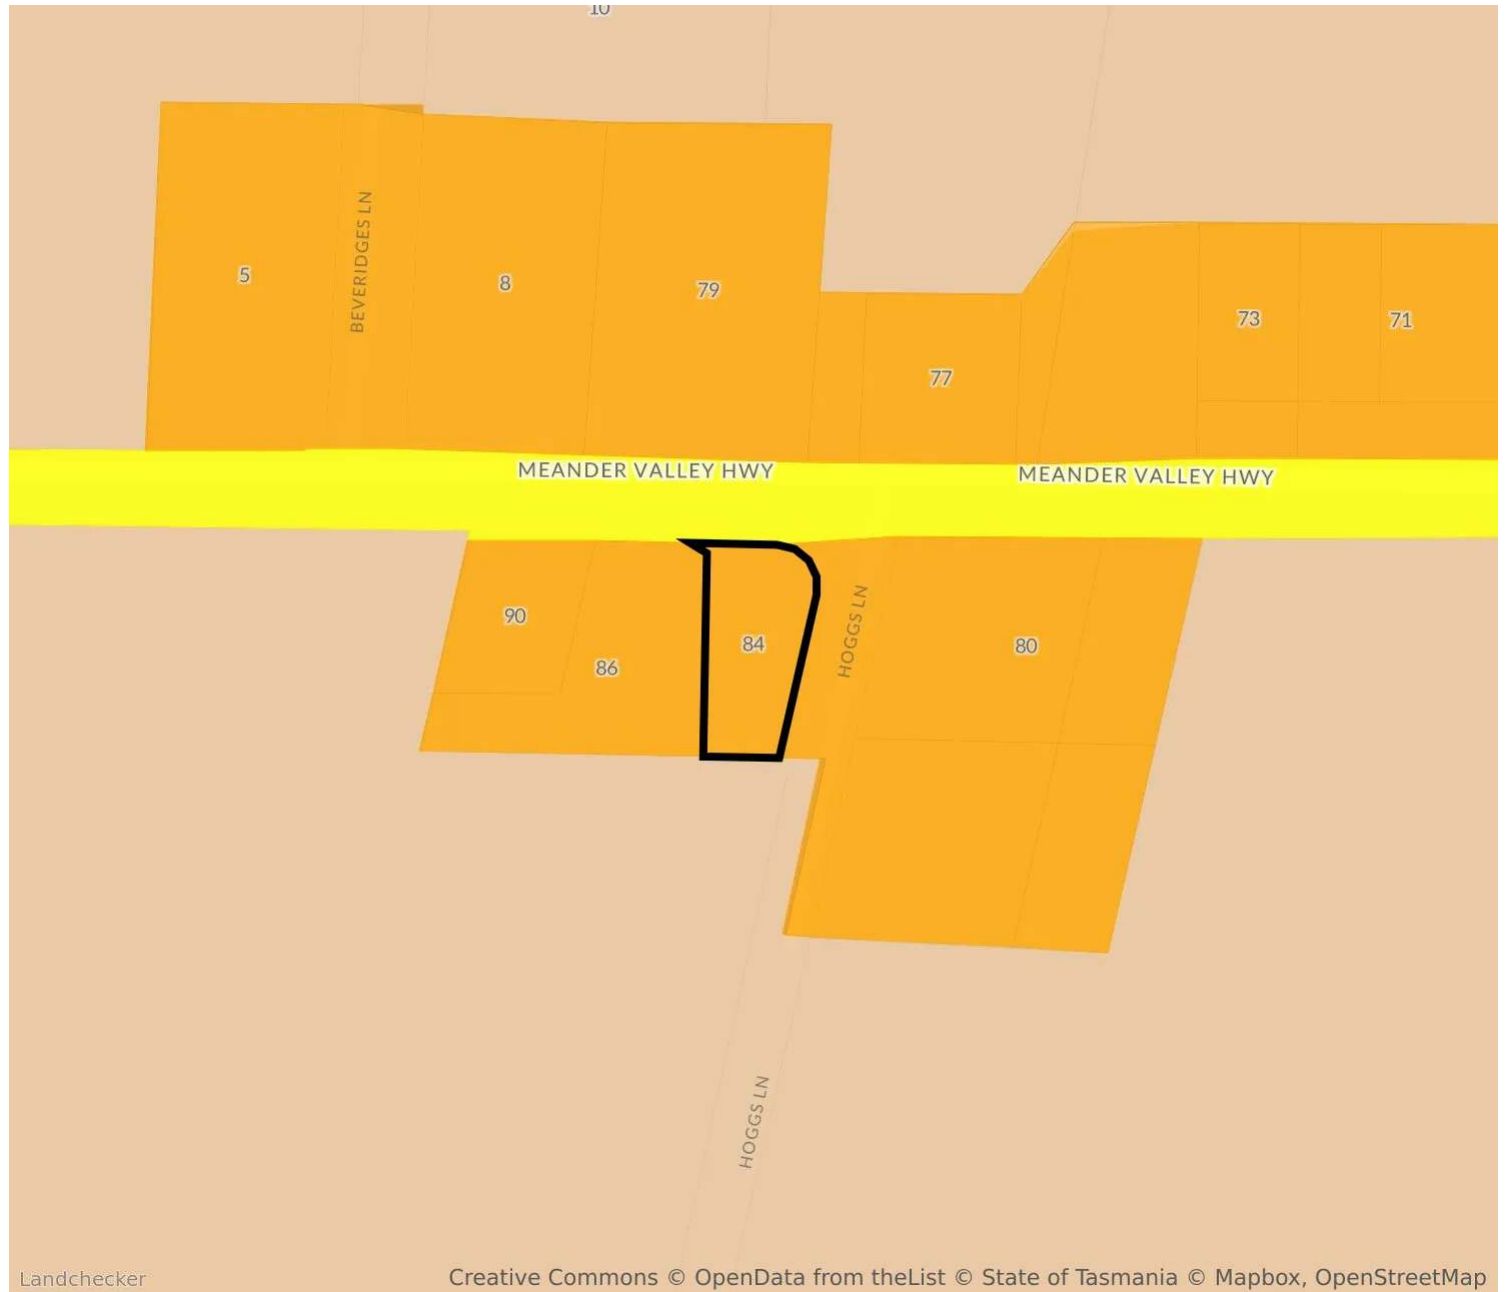 10
BEVERIDGES LN
5
8
79
73
71
77
MEANDER VALLEY HWY
MEANDER VALLEY HWY
90
86
84
HOGGS LN
80
HOGGS LN
Landchecker
Creative Commons © OpenData from theList © State of Tasmania © Mapbox, OpenStreetMap